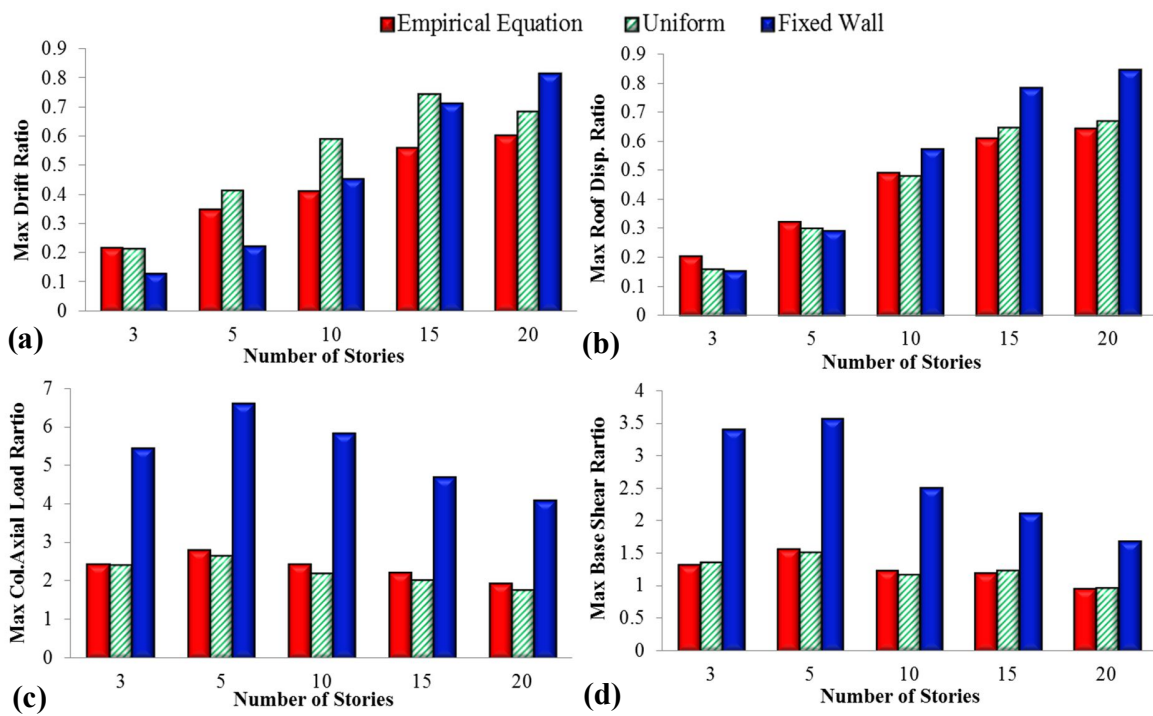 Empirical Equation Uniform Fixed Wall
Max Drift Ratio
0.9
0.8
0.7
0.6
0.5
0.4
0.3
0.2
0.1
0
3 5 10 15 20
Number of Stories
(a)
Max Roof Disp. Ratio
0.9
0.8
0.7
0.6
0.5
0.4
0.3
0.2
0.1
0
3 5 10 15 20
Number of Stories
(b)
Max Col.Axial Load Rartio
7
6
5
4
3
2
1
0
3 5 10 15 20
Number of Stories
(c)
Max Base Shear Rartio
4
3.5
3
2.5
2
1.5
1
0.5
0
3 5 10 15 20
Number of Stories
(d)